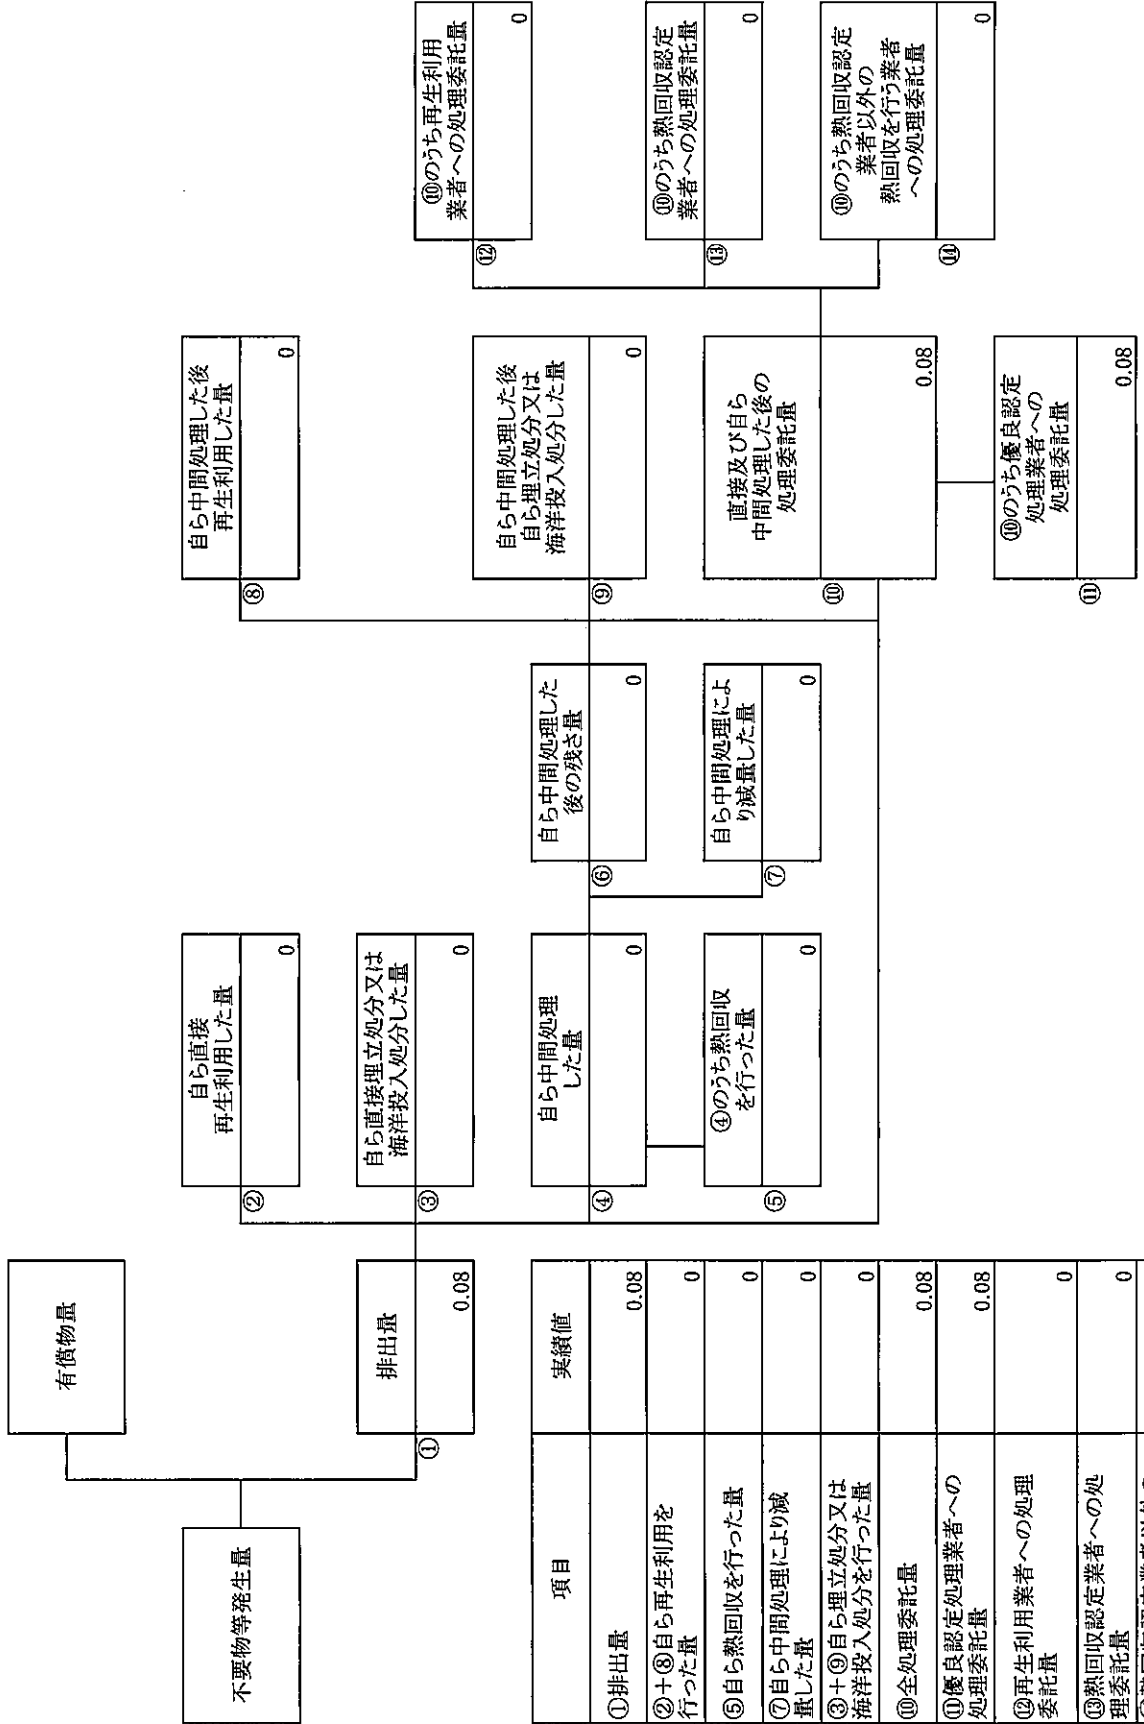 不要物等発生量
有償物量
排出量
①
0.08
自ら直接
再生利用した量
②
0
自ら直接埋立処分又は
海洋投入処分した量
③
0
自ら中間処理
した量
④
0
④のうち熱回収
を行った量
⑤
0
自ら中間処理した
後の残さ量
⑥
0
自ら中間処理によ
り減量した量
⑦
0
自ら中間処理した後
再生利用した量
⑧
0
自ら中間処理した後
自ら埋立処分又は
海洋投入処分した量
⑨
0
直接及び自ら
中間処理した後の
処理委託量
⑩
0.08
⑩のうち優良認定
処理業者への
処理委託量
⑪
0.08
⑩のうち再生利用
業者への処理委託量
⑫
0
⑩のうち熱回収認定
業者への処理委託量
⑬
0
⑩のうち熱回収認定
業者以外の
熱回収を行う業者
への処理委託量
⑭
0
項目
実績値
①排出量
0.08
②+⑧自ら再生利用を
行った量
0
⑤自ら熱回収を行った量
0
⑦自ら中間処理により減
量した量
0
③+⑨自ら埋立処分又は
海洋投入処分を行った量
0
⑩全処理委託量
0.08
⑪優良認定処理業者への
処理委託量
0.08
⑫再生利用業者への処理
委託量
0
⑬熱回収認定業者への処
理委託量
0